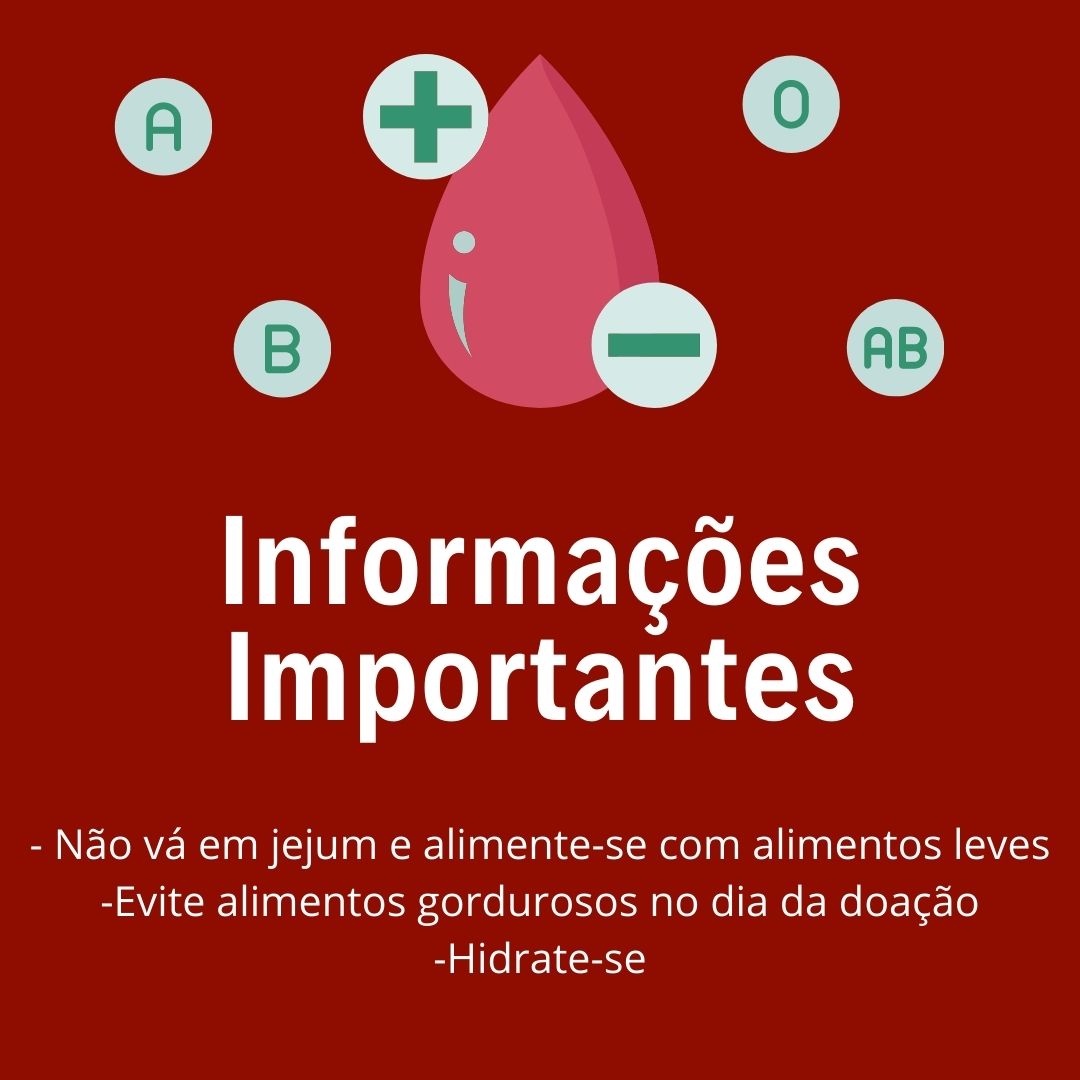 A
O
B
AB
Informações
Importantes
- Não vá em jejum e alimente-se com alimentos leves
-Evite alimentos gordurosos no dia da doação
-Hidrate-se